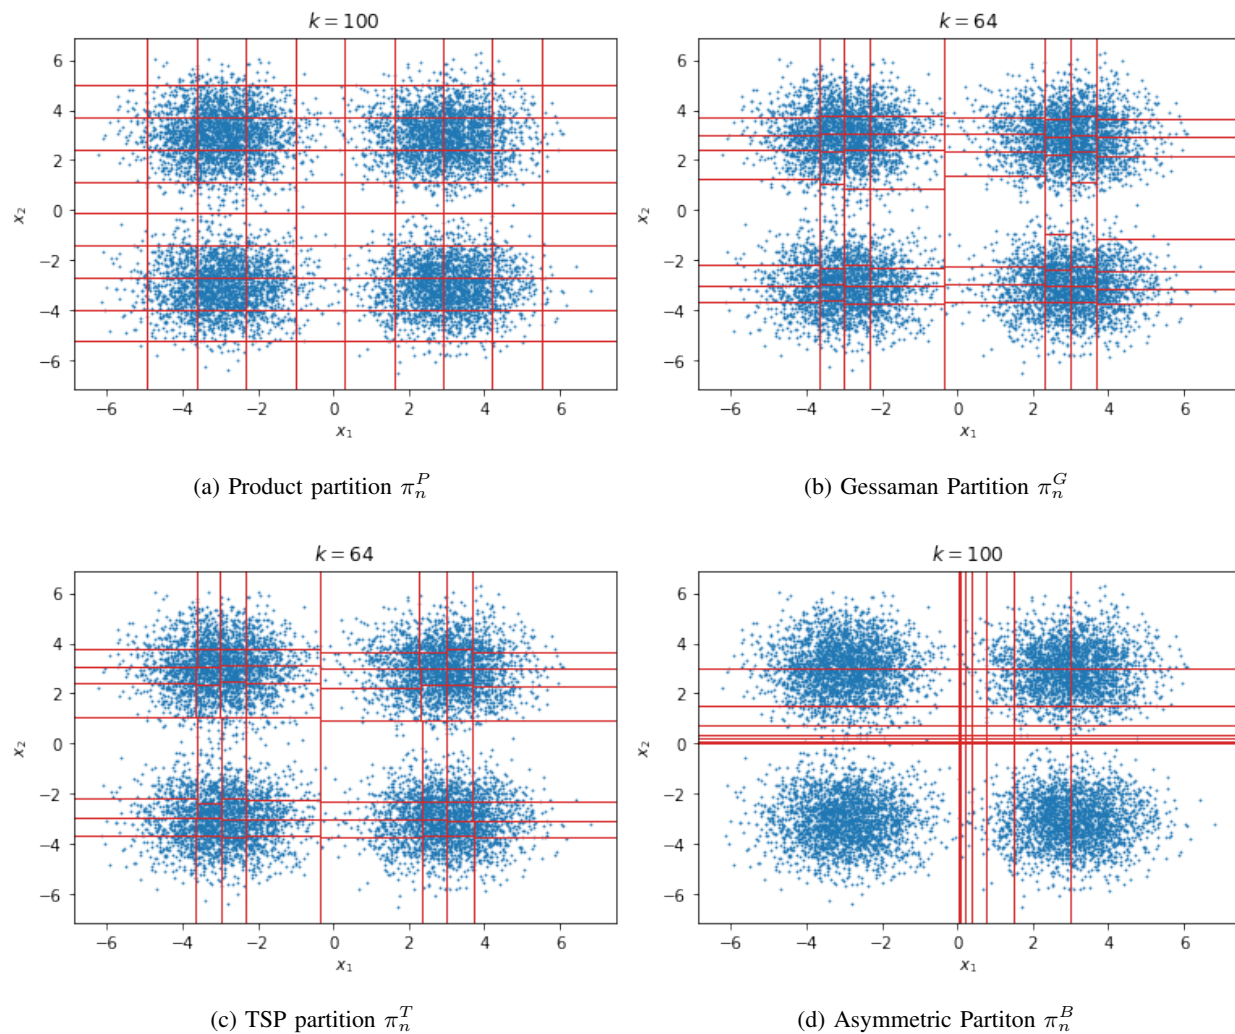 k = 100
6
4
2
0
−2
−4
−6
x₂
−6 −4 −2 0 2 4 6
x₁
(a) Product partition π_n^P
k = 64
6
4
2
0
−2
−4
−6
x₂
−6 −4 −2 0 2 4 6
x₁
(b) Gessaman Partition π_n^G
k = 64
6
4
2
0
−2
−4
−6
x₂
−6 −4 −2 0 2 4 6
x₁
(c) TSP partition π_n^T
k = 100
6
4
2
0
−2
−4
−6
x₂
−6 −4 −2 0 2 4 6
x₁
(d) Asymmetric Partiton π_n^B